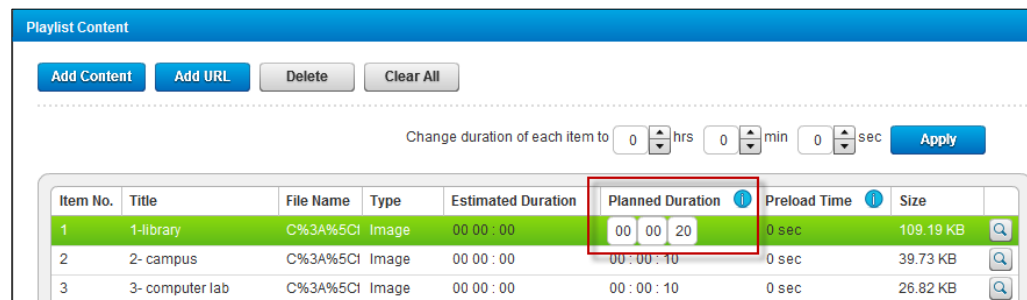 Playlist Content
Add Content Add URL Delete Clear All
Change duration of each item to 0 hrs 0 min 0 sec Apply
Item No. Title File Name Type Estimated Duration Planned Duration i Preload Time i Size
1 1-library C%3A%5Cl Image 00 00 : 00 00 00 20 0 sec 109.19 KB
2 2- campus C%3A%5Cl Image 00 00 : 00 00 : 00 : 10 0 sec 39.73 KB
3 3- computer lab C%3A%5Cl Image 00 00 : 00 00 : 00 : 10 0 sec 26.82 KB